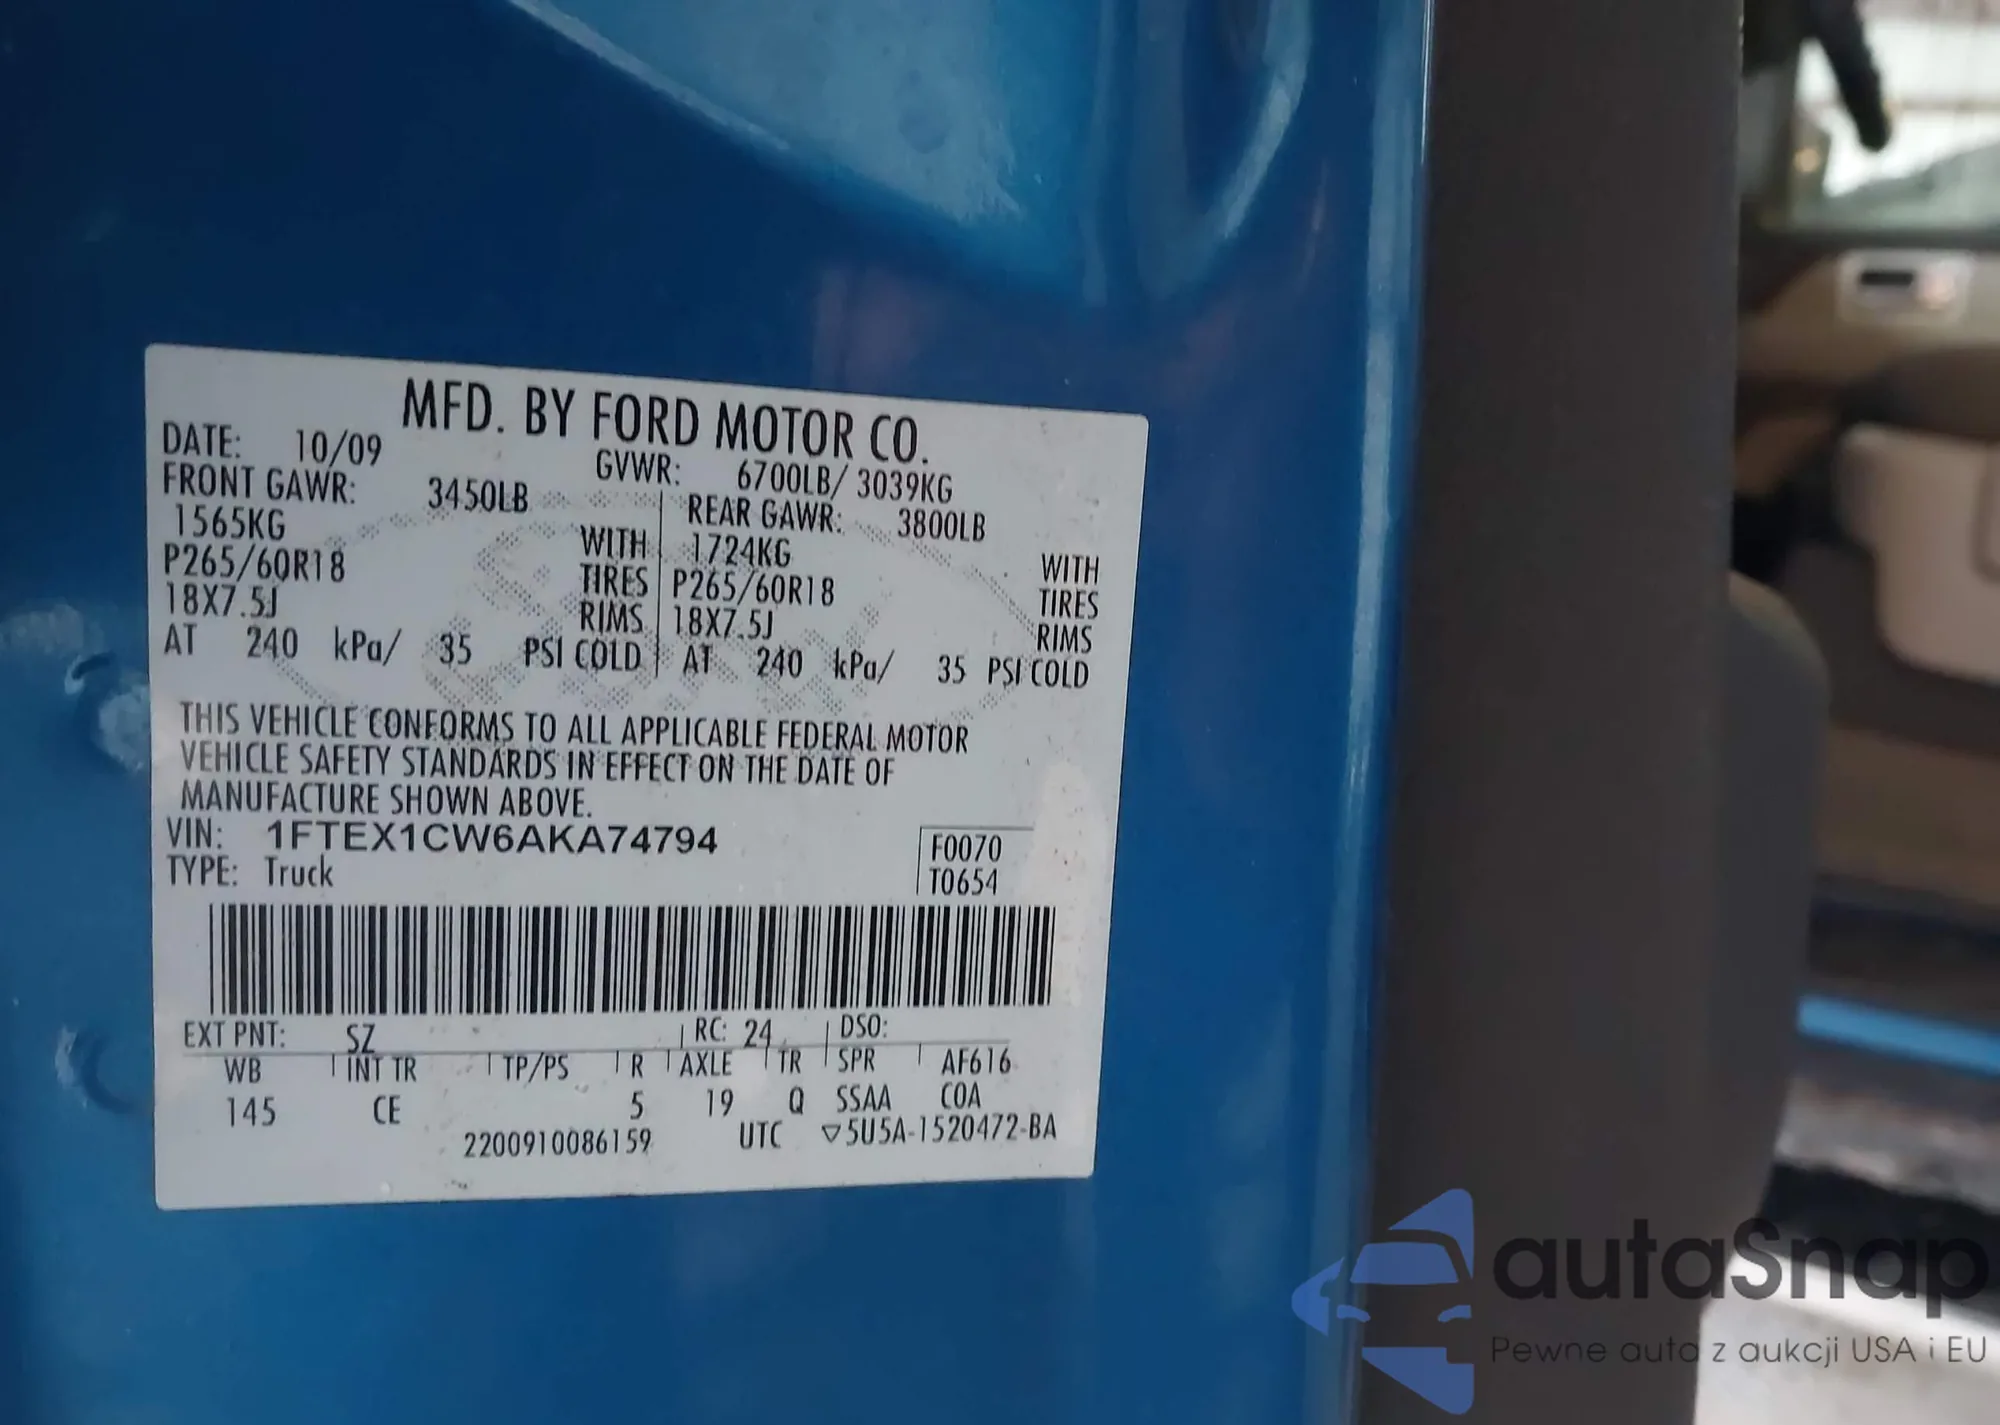 MFD. BY FORD MOTOR CO.
DATE: 10/09 GVWR: 6700LB/ 3039KG
FRONT GAWR: 3450LB REAR GAWR: 3800LB
1565KG WITH 1724KG WITH
P265/60R18 TIRES P265/60R18 TIRES
18X7.5J RIMS 18X7.5J RIMS
AT 240 kPa/ 35 PSI COLD AT 240 kPa/ 35 PSI COLD
THIS VEHICLE CONFORMS TO ALL APPLICABLE FEDERAL MOTOR
VEHICLE SAFETY STANDARDS IN EFFECT ON THE DATE OF
MANUFACTURE SHOWN ABOVE.
VIN: 1FTEX1CW6AKA74794 F0070
TYPE: Truck T0654
EXT PNT: SZ RC: 24 DSO:
WB INT TR TP/PS R AXLE TR SPR AF616
145 CE 5 19 Q SSAA COA
2200910086159 UTC ▽5U5A-1520472-BA
autaSnap
Pewne auta z aukcji USA i EU